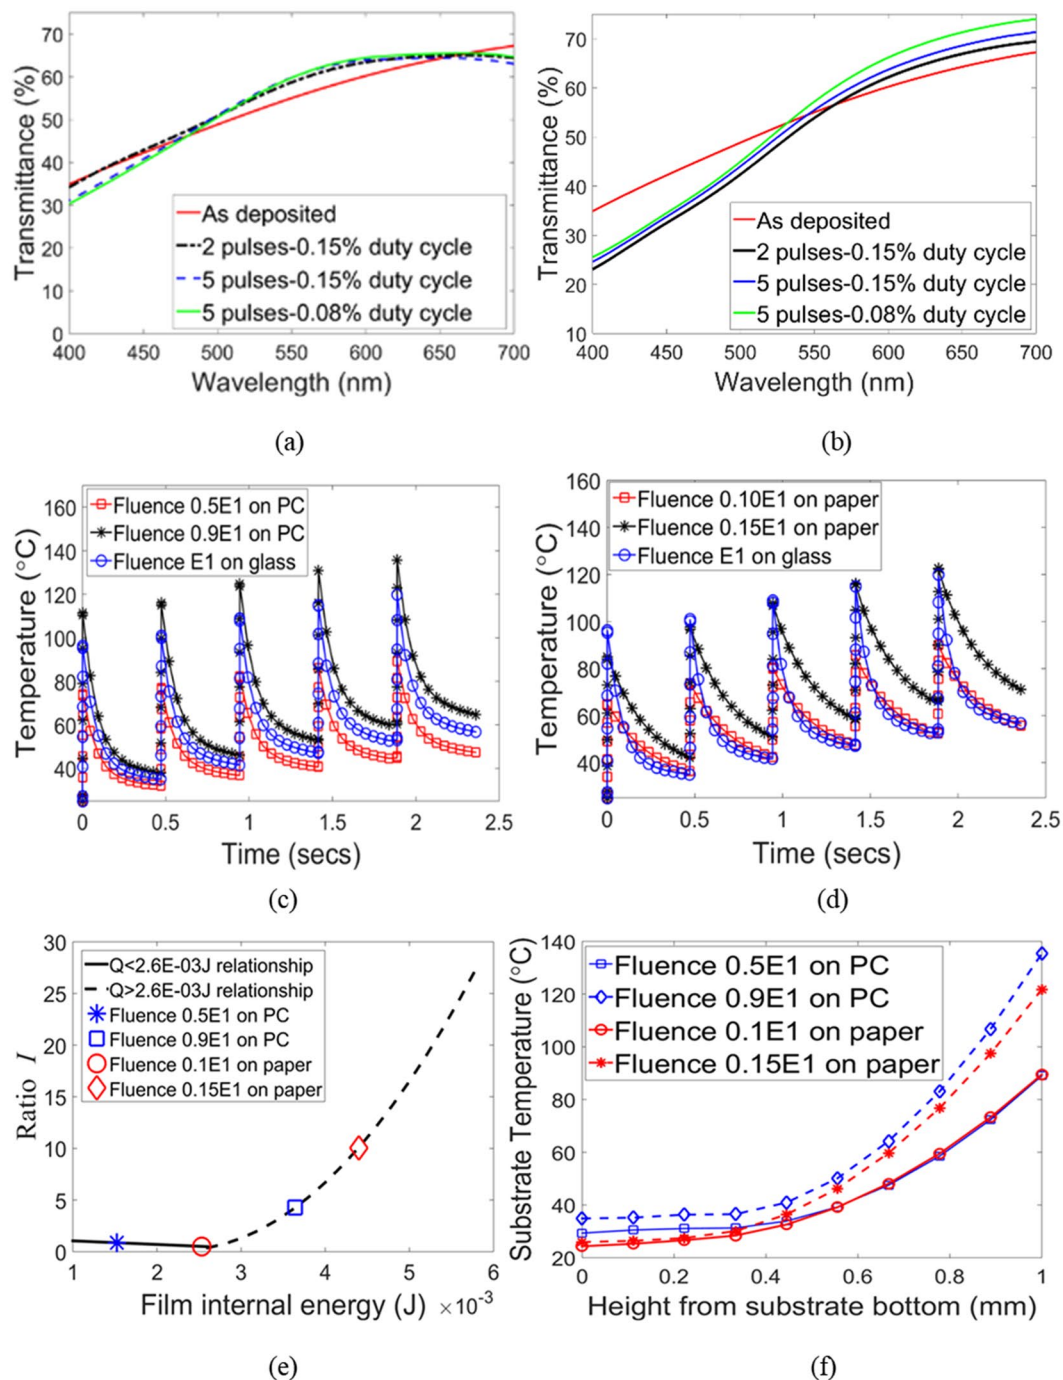 70
60
50
40
30
20
10
0
Transmittance (%)
As deposited
2 pulses-0.15% duty cycle
5 pulses-0.15% duty cycle
5 pulses-0.08% duty cycle
400 450 500 550 600 650 700
Wavelength (nm)
(a)
70
60
50
40
30
20
10
Transmittance (%)
As deposited
2 pulses-0.15% duty cycle
5 pulses-0.15% duty cycle
5 pulses-0.08% duty cycle
400 450 500 550 600 650 700
Wavelength (nm)
(b)
160
140
120
100
80
60
40
Temperature (°C)
Fluence 0.5E1 on PC
Fluence 0.9E1 on PC
Fluence E1 on glass
0 0.5 1 1.5 2 2.5
Time (secs)
(c)
160
140
120
100
80
60
40
Temperature (°C)
Fluence 0.10E1 on paper
Fluence 0.15E1 on paper
Fluence E1 on glass
0 0.5 1 1.5 2 2.5
Time (secs)
(d)
30
25
20
15
10
5
0
Ratio I
Q<2.6E-03J relationship
Q>2.6E-03J relationship
Fluence 0.5E1 on PC
Fluence 0.9E1 on PC
Fluence 0.1E1 on paper
Fluence 0.15E1 on paper
1 2 3 4 5 6
Film internal energy (J) ×10-3
(e)
140
120
100
80
60
40
20
Substrate Temperature (°C)
Fluence 0.5E1 on PC
Fluence 0.9E1 on PC
Fluence 0.1E1 on paper
Fluence 0.15E1 on paper
0 0.2 0.4 0.6 0.8 1
Height from substrate bottom (mm)
(f)